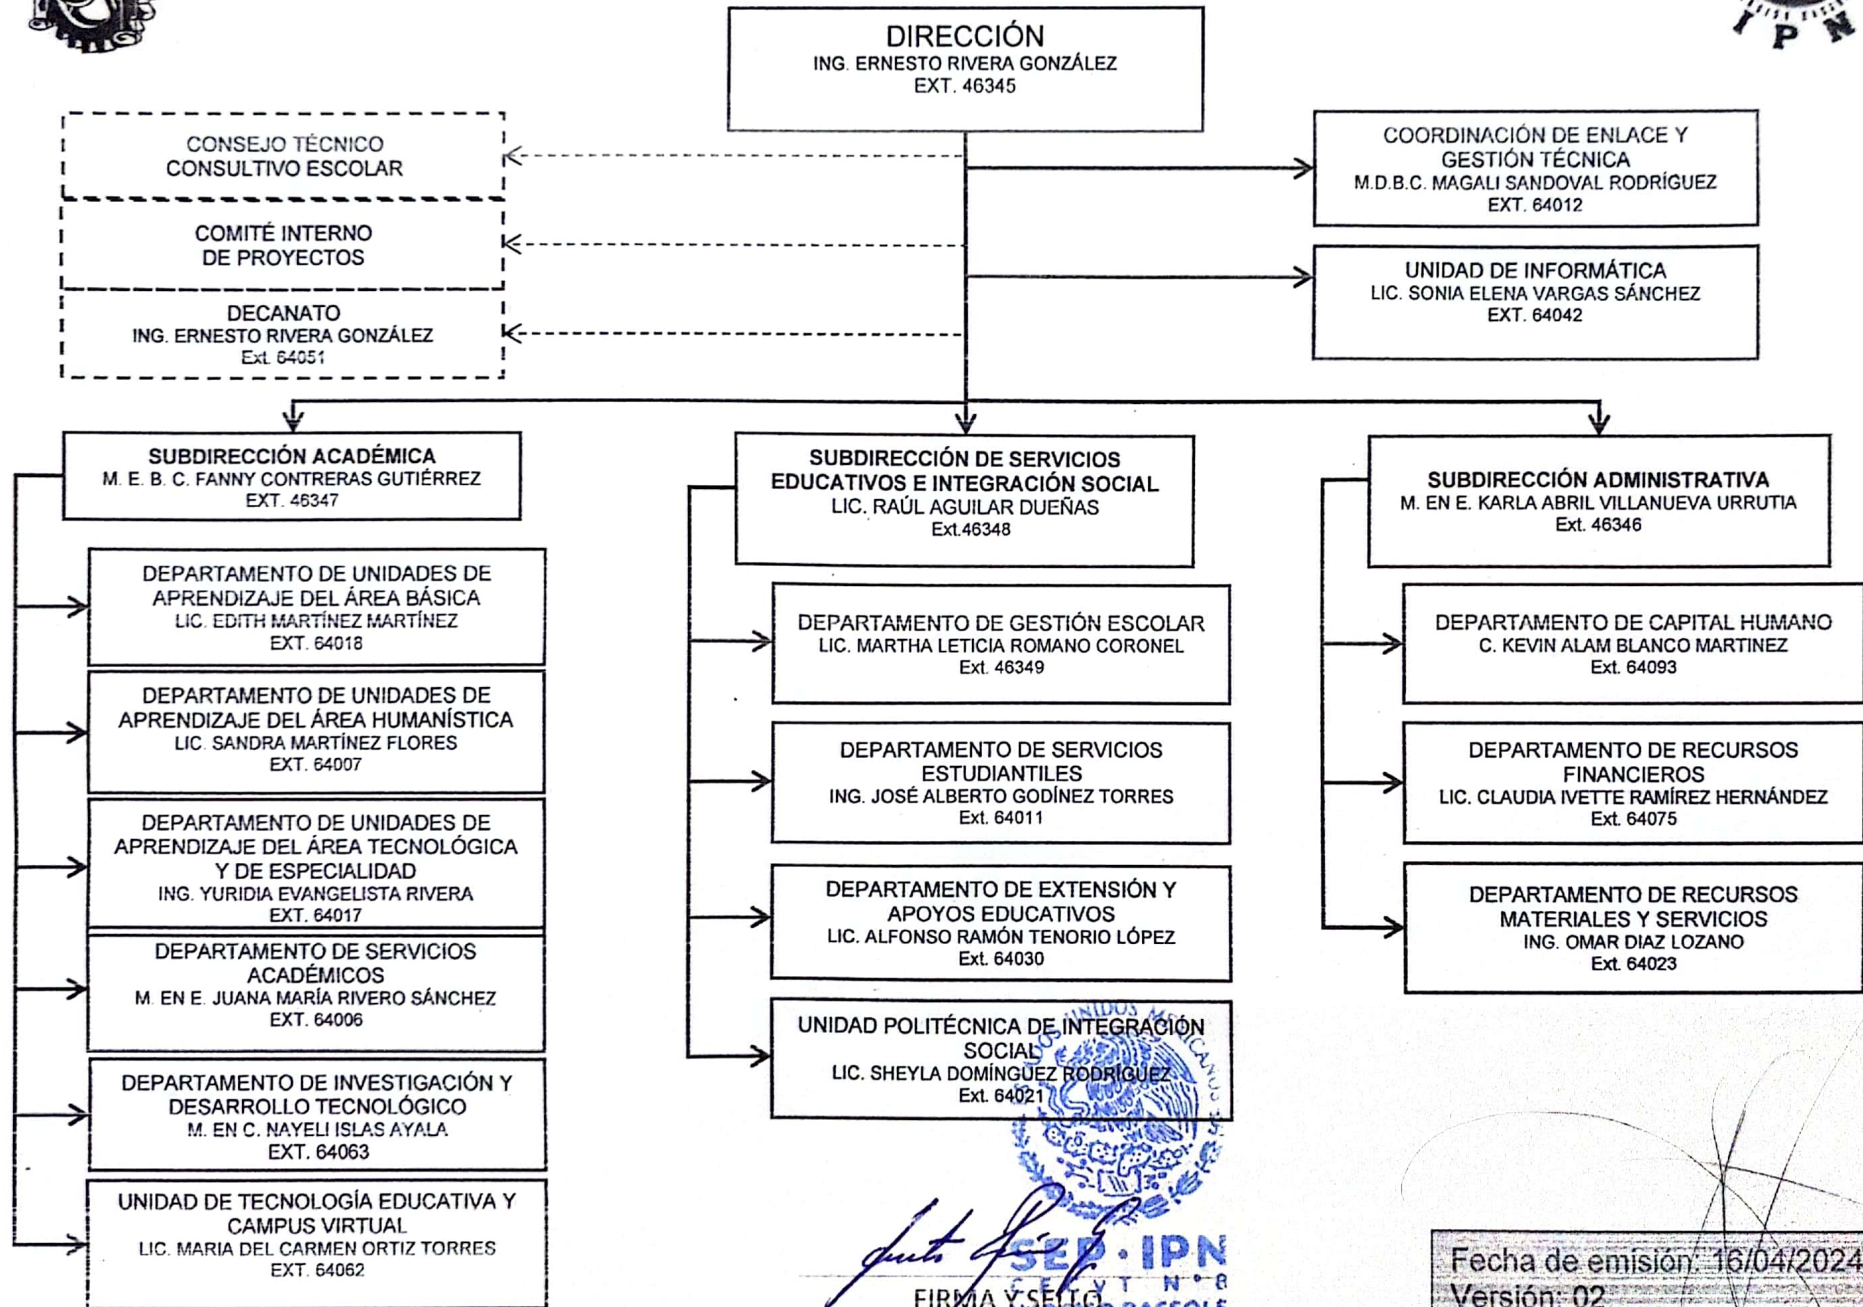 DIRECCIÓN
ING. ERNESTO RIVERA GONZÁLEZ
EXT. 46345
I P N
CONSEJO TÉCNICO
CONSULTIVO ESCOLAR
COMITÉ INTERNO
DE PROYECTOS
DECANATO
ING. ERNESTO RIVERA GONZÁLEZ
Ext. 64051
COORDINACIÓN DE ENLACE Y
GESTIÓN TÉCNICA
M.D.B.C. MAGALI SANDOVAL RODRÍGUEZ
EXT. 64012
UNIDAD DE INFORMÁTICA
LIC. SONIA ELENA VARGAS SÁNCHEZ
EXT. 64042
SUBDIRECCIÓN ACADÉMICA
M. E. B. C. FANNY CONTRERAS GUTIÉRREZ
EXT. 46347
DEPARTAMENTO DE UNIDADES DE
APRENDIZAJE DEL ÁREA BÁSICA
LIC. EDITH MARTÍNEZ MARTÍNEZ
EXT. 64018
DEPARTAMENTO DE UNIDADES DE
APRENDIZAJE DEL ÁREA HUMANÍSTICA
LIC. SANDRA MARTÍNEZ FLORES
EXT. 64007
DEPARTAMENTO DE UNIDADES DE
APRENDIZAJE DEL ÁREA TECNOLÓGICA
Y DE ESPECIALIDAD
ING. YURIDIA EVANGELISTA RIVERA
EXT. 64017
DEPARTAMENTO DE SERVICIOS
ACADÉMICOS
M. EN E. JUANA MARÍA RIVERO SÁNCHEZ
EXT. 64006
DEPARTAMENTO DE INVESTIGACIÓN Y
DESARROLLO TECNOLÓGICO
M. EN C. NAYELI ISLAS AYALA
EXT. 64063
UNIDAD DE TECNOLOGÍA EDUCATIVA Y
CAMPUS VIRTUAL
LIC. MARIA DEL CARMEN ORTIZ TORRES
EXT. 64062
SUBDIRECCIÓN DE SERVICIOS
EDUCATIVOS E INTEGRACIÓN SOCIAL
LIC. RAÚL AGUILAR DUEÑAS
Ext.46348
DEPARTAMENTO DE GESTIÓN ESCOLAR
LIC. MARTHA LETICIA ROMANO CORONEL
Ext. 46349
DEPARTAMENTO DE SERVICIOS
ESTUDIANTILES
ING. JOSÉ ALBERTO GODÍNEZ TORRES
Ext. 64011
DEPARTAMENTO DE EXTENSIÓN Y
APOYOS EDUCATIVOS
LIC. ALFONSO RAMÓN TENORIO LÓPEZ
Ext. 64030
UNIDAD POLITÉCNICA DE INTEGRACIÓN
SOCIAL
LIC. SHEYLA DOMÍNGUEZ RODRÍGUEZ
Ext. 64021
SUBDIRECCIÓN ADMINISTRATIVA
M. EN E. KARLA ABRIL VILLANUEVA URRUTIA
Ext. 46346
DEPARTAMENTO DE CAPITAL HUMANO
C. KEVIN ALAM BLANCO MARTINEZ
Ext. 64093
DEPARTAMENTO DE RECURSOS
FINANCIEROS
LIC. CLAUDIA IVETTE RAMÍREZ HERNÁNDEZ
Ext. 64075
DEPARTAMENTO DE RECURSOS
MATERIALES Y SERVICIOS
ING. OMAR DIAZ LOZANO
Ext. 64023
UNIDOS MEXICANOS
SEP · IPN
FIRMA Y SELLO
Fecha de emisión: 16/04/2024
Versión: 02